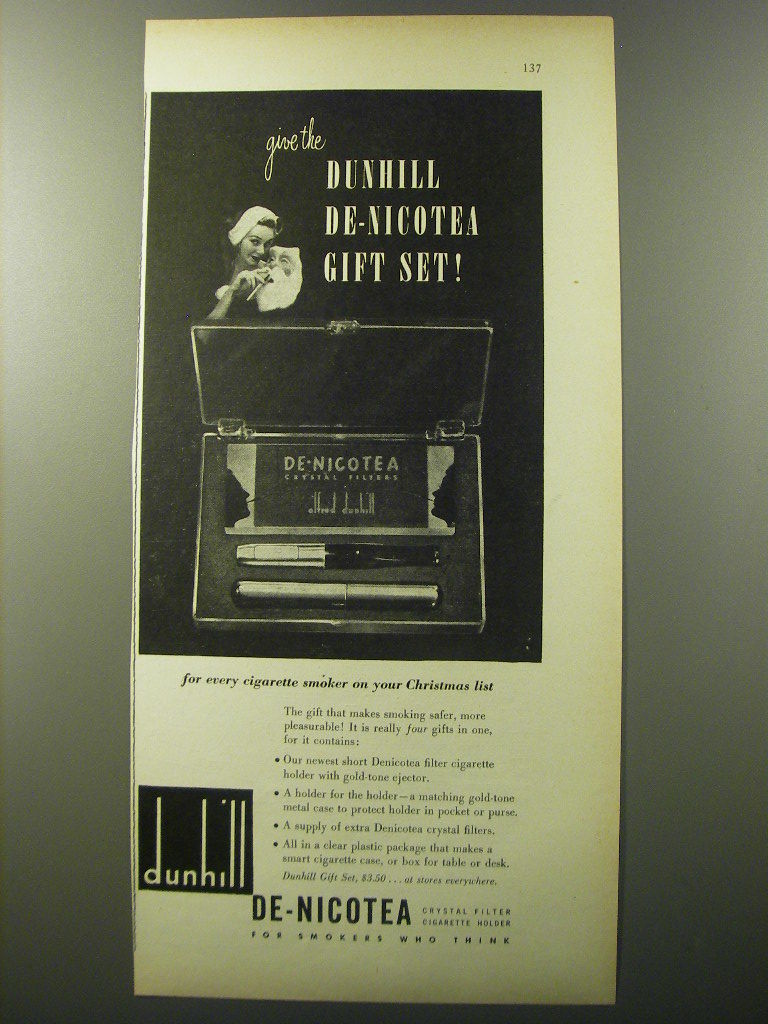 137
give the
DUNHILL
DE-NICOTEA
GIFT SET!
DE·NICOTEA
CRYSTAL FILTERS
alfred dunhill
for every cigarette smoker on your Christmas list
The gift that makes smoking safer, more
pleasurable! It is really four gifts in one,
for it contains:
• Our newest short Denicotea filter cigarette
holder with gold-tone ejector.
• A holder for the holder—a matching gold-tone
metal case to protect holder in pocket or purse.
• A supply of extra Denicotea crystal filters.
• All in a clear plastic package that makes a
smart cigarette case, or box for table or desk.
Dunhill Gift Set, $3.50 . . . at stores everywhere.
dunhill
DE-NICOTEA CRYSTAL FILTER
CIGARETTE HOLDER
FOR SMOKERS WHO THINK